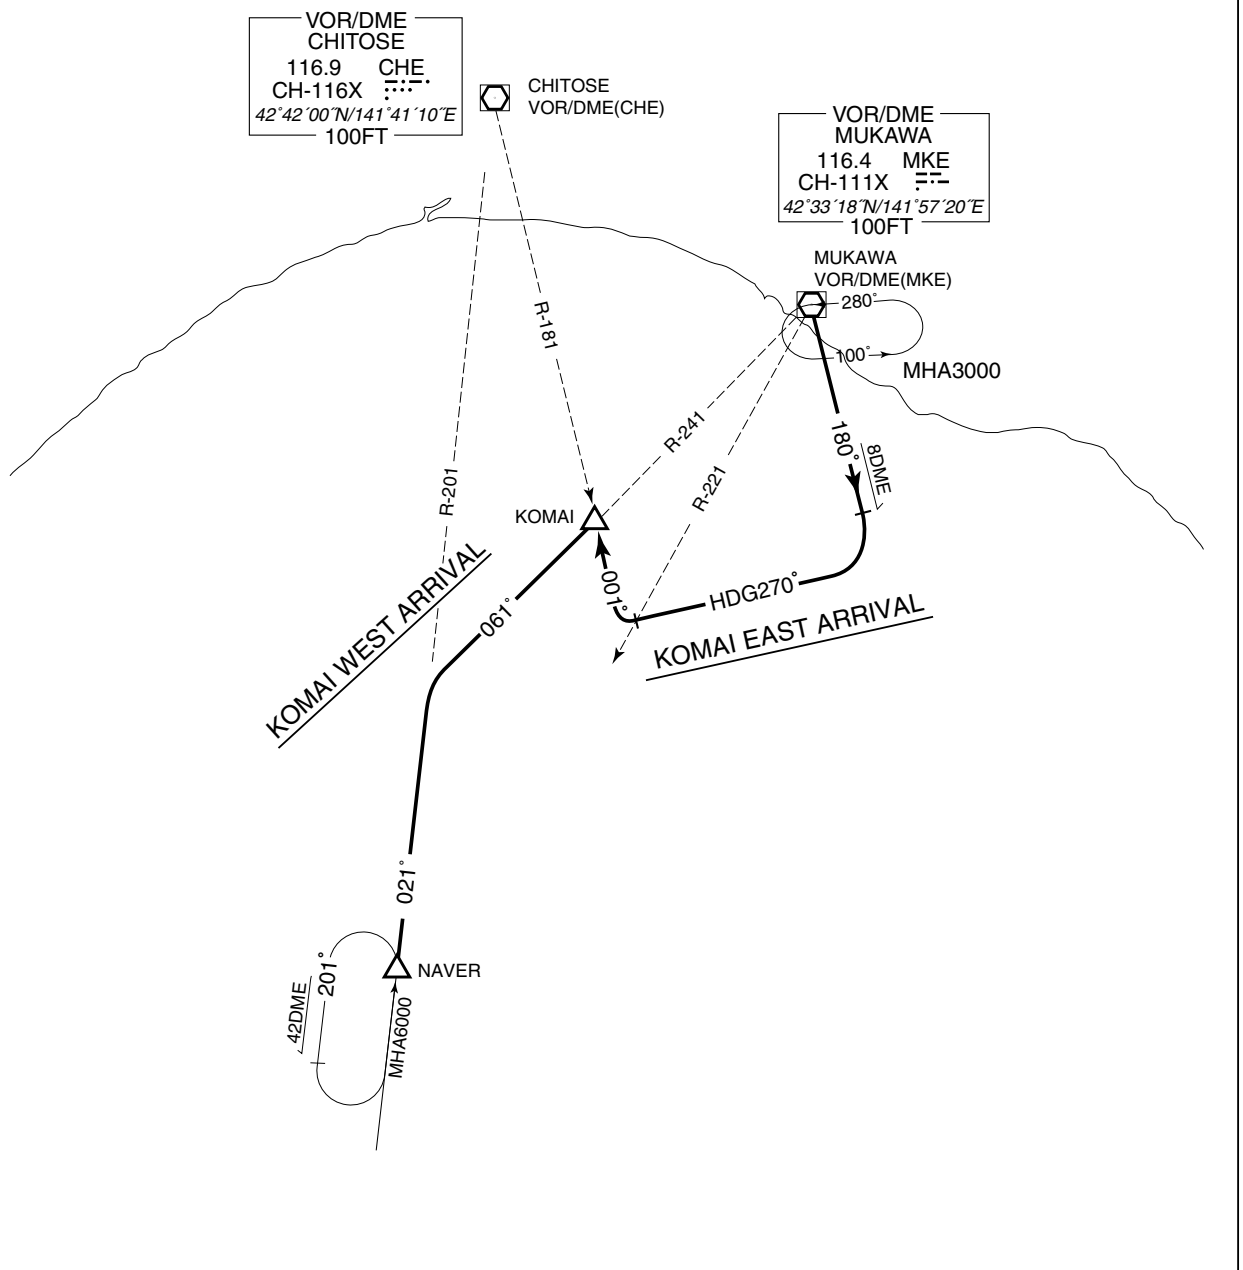 VOR/DME
CHITOSE
116.9 CHE
CH-116X
42°42´00˝N/141°41´10˝E
100FT
CHITOSE
VOR/DME(CHE)
VOR/DME
MUKAWA
116.4 MKE
CH-111X
42°33´18˝N/141°57´20˝E
100FT
MUKAWA
VOR/DME(MKE)
280°
100°
MHA3000
R-181
R-241
R-221
R-201
180°
8DME
KOMAI
001°
HDG270°
KOMAI EAST ARRIVAL
KOMAI WEST ARRIVAL
061°
021°
NAVER
201°
42DME
MHA6000